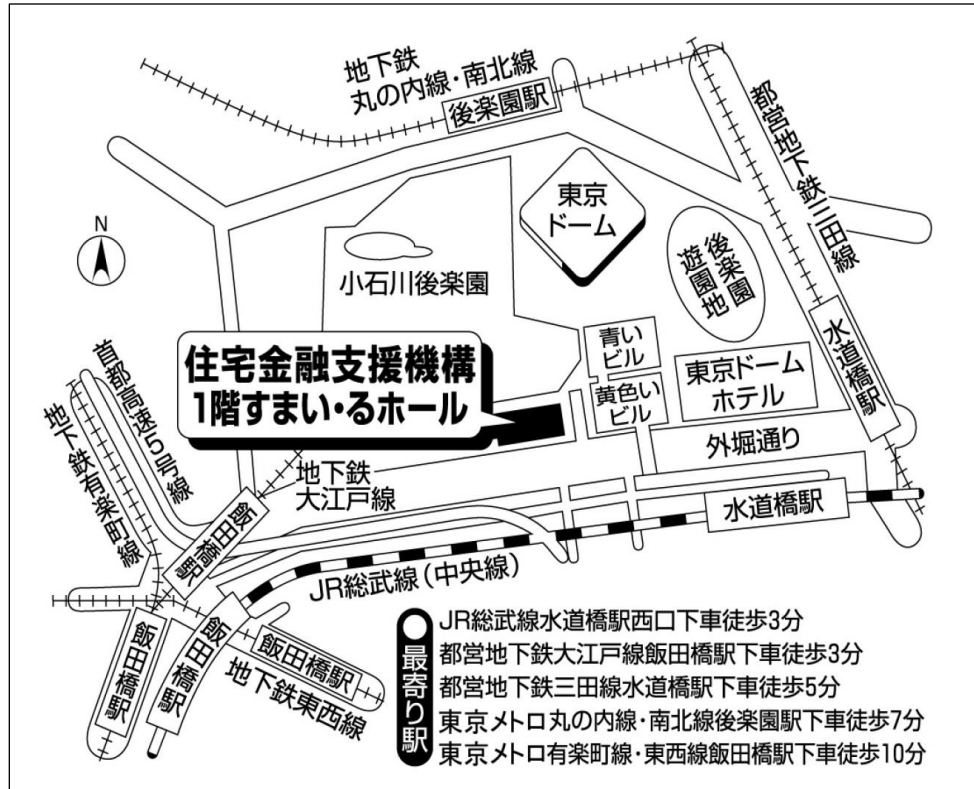 地下鉄
丸の内線・南北線
後楽園駅
都営地下鉄三田線
N
東京
ドーム
小石川後楽園
後楽園
遊園地
水道橋駅
青い
ビル
黄色い
ビル
東京ドーム
ホテル
住宅金融支援機構
1階すまい・るホール
首都高速5号線
地下鉄有楽町線
外堀通り
地下鉄
大江戸線
水道橋駅
飯田橋駅
JR総武線(中央線)
飯田橋駅
飯田橋駅
飯田橋駅
地下鉄東西線
最寄り駅
JR総武線水道橋駅西口下車徒歩3分
都営地下鉄大江戸線飯田橋駅下車徒歩3分
都営地下鉄三田線水道橋駅下車徒歩5分
東京メトロ丸の内線・南北線後楽園駅下車徒歩7分
東京メトロ有楽町線・東西線飯田橋駅下車徒歩10分